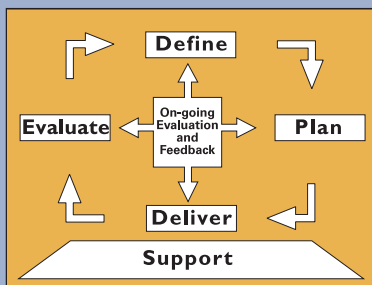 Define
Evaluate
On-going
Evaluation
and
Feedback
Plan
Deliver
Support